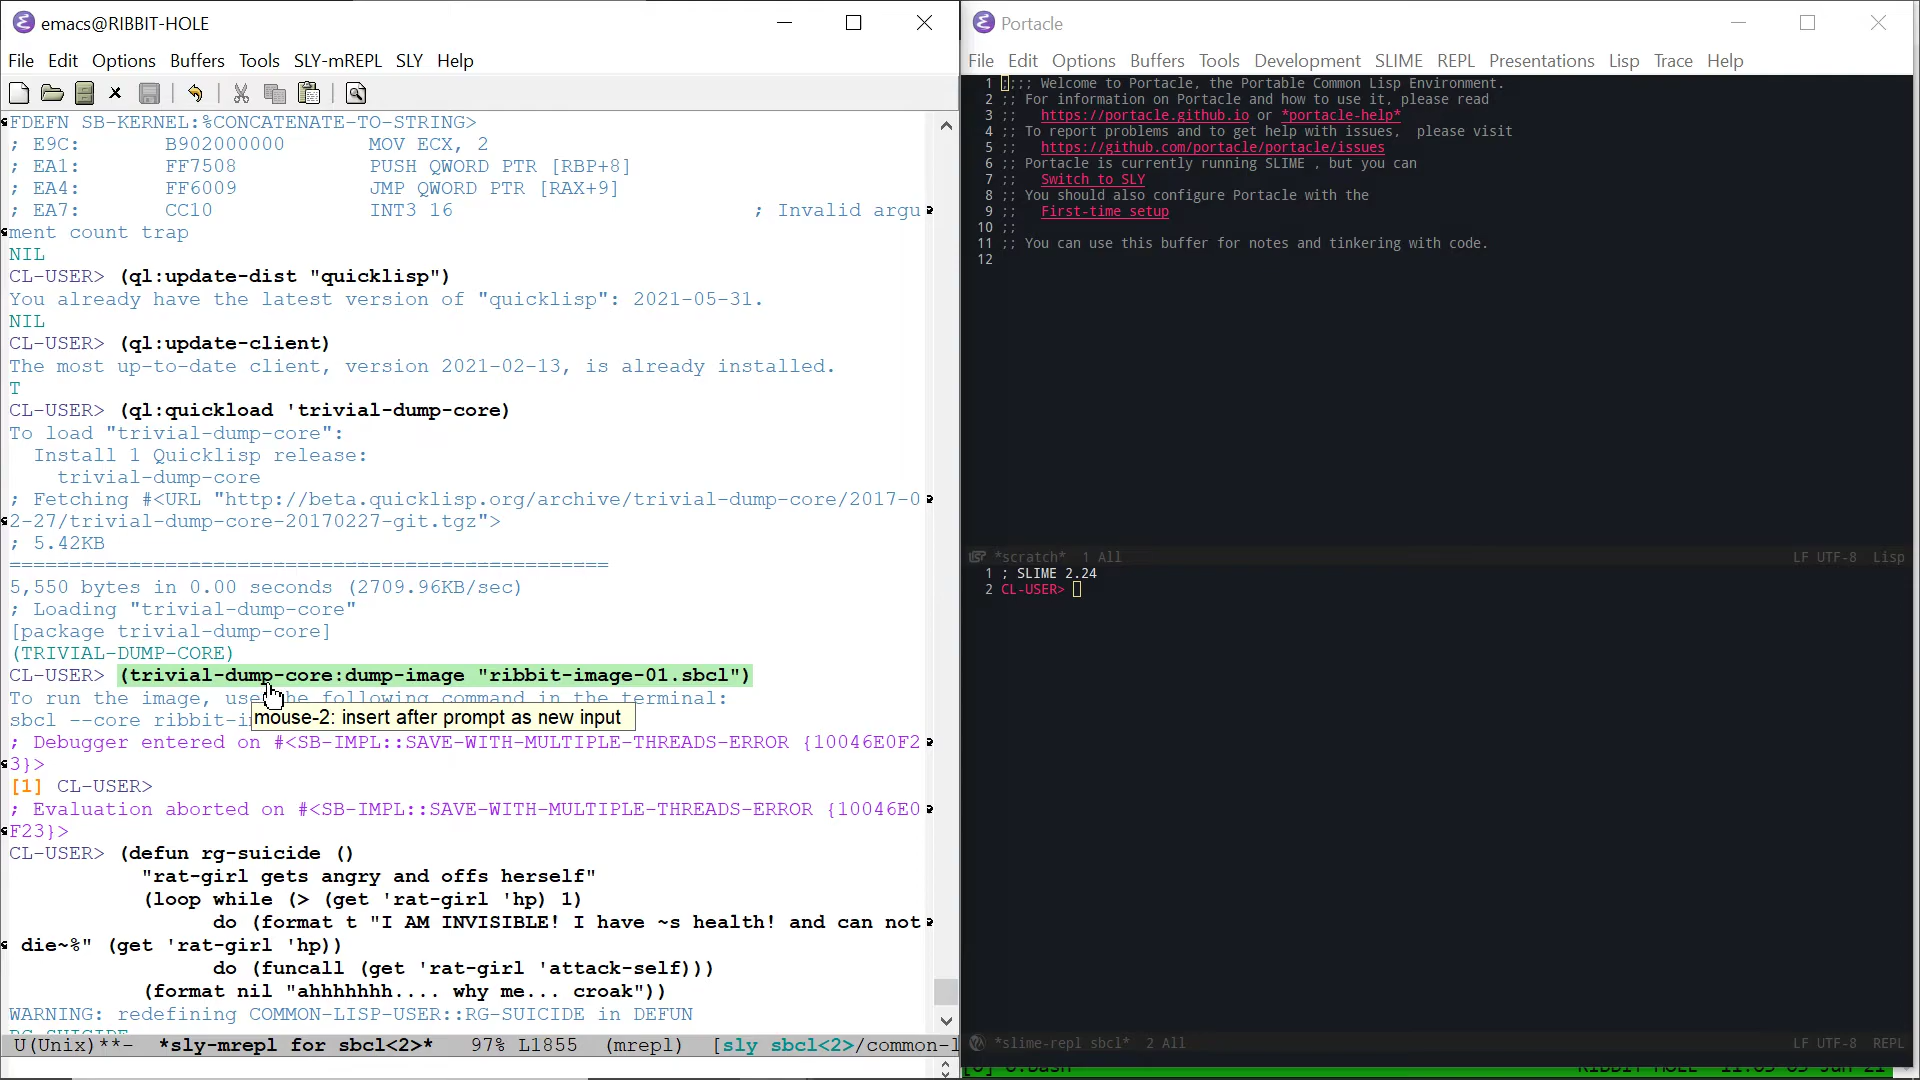 emacs@RIBBIT-HOLE
File Edit Options Buffers Tools SLY-mREPL SLY Help
FDEFN SB-KERNEL:%CONCATENATE-TO-STRING>
; E9C: B902000000 MOV ECX, 2
; EA1: FF7508 PUSH QWORD PTR [RBP+8]
; EA4: FF6009 JMP QWORD PTR [RAX+9]
; EA7: CC10 INT3 16 ; Invalid argu
ment count trap
NIL
CL-USER> (ql:update-dist "quicklisp")
You already have the latest version of "quicklisp": 2021-05-31.
NIL
CL-USER> (ql:update-client)
The most up-to-date client, version 2021-02-13, is already installed.
T
CL-USER> (ql:quickload 'trivial-dump-core)
To load "trivial-dump-core":
Install 1 Quicklisp release:
trivial-dump-core
; Fetching #<URL "http://beta.quicklisp.org/archive/trivial-dump-core/2017-0
2-27/trivial-dump-core-20170227-git.tgz">
; 5.42KB
==================================================
5,550 bytes in 0.00 seconds (2709.96KB/sec)
; Loading "trivial-dump-core"
[package trivial-dump-core]
(TRIVIAL-DUMP-CORE)
CL-USER> (trivial-dump-core:dump-image "ribbit-image-01.sbcl")
To run the image, use the following command in the terminal:
sbcl --core ribbit-i
mouse-2: insert after prompt as new input
; Debugger entered on #<SB-IMPL::SAVE-WITH-MULTIPLE-THREADS-ERROR {10046E0F2
3}>
[1] CL-USER>
; Evaluation aborted on #<SB-IMPL::SAVE-WITH-MULTIPLE-THREADS-ERROR {10046E0
F23}>
CL-USER> (defun rg-suicide ()
"rat-girl gets angry and offs herself"
(loop while (> (get 'rat-girl 'hp) 1)
do (format t "I AM INVISIBLE! I have ~s health! and can not
die~%" (get 'rat-girl 'hp))
do (funcall (get 'rat-girl 'attack-self)))
(format nil "ahhhhhhh.... why me... croak"))
WARNING: redefining COMMON-LISP-USER::RG-SUICIDE in DEFUN
RG-SUICIDE
U(Unix)**- *sly-mrepl for sbcl<2>* 97% L1855 (mrepl) [sly sbcl<2>/common-l
Portacle
File Edit Options Buffers Tools Development SLIME REPL Presentations Lisp Trace Help
1 ;;;; Welcome to Portacle, the Portable Common Lisp Environment.
2 ;; For information on Portacle and how to use it, please read
3 ;; https://portacle.github.io or *portacle-help*
4 ;; To report problems and to get help with issues, please visit
5 ;; https://github.com/portacle/portacle/issues
6 ;; Portacle is currently running SLIME , but you can
7 ;; Switch to SLY
8 ;; You should also configure Portacle with the
9 ;; First-time setup
10 ;;
11 ;; You can use this buffer for notes and tinkering with code.
12
*scratch* 1 All LF UTF-8 Lisp
1 ; SLIME 2.24
2 CL-USER>
*slime-repl sbcl* 2 All LF UTF-8 REPL